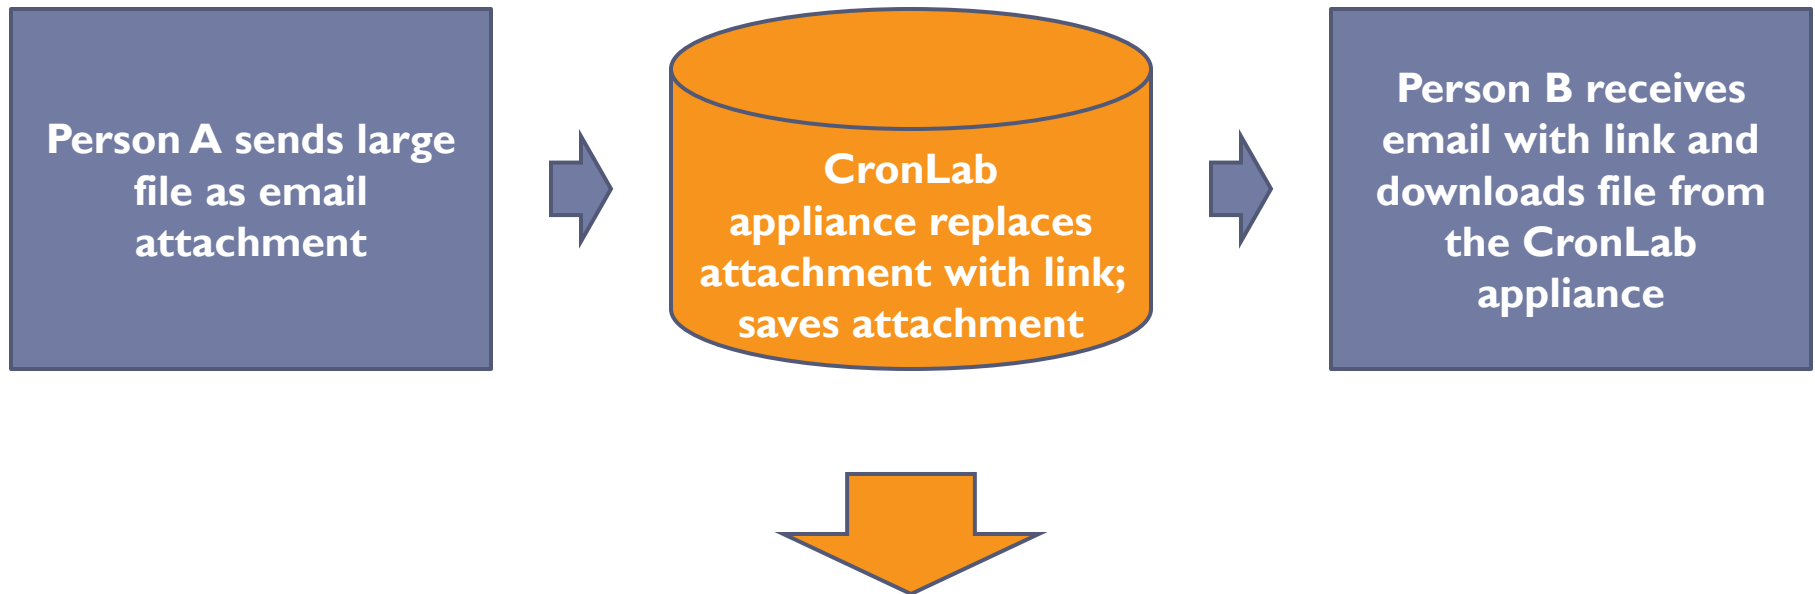 Person A sends large
file as email
attachment
CronLab
appliance replaces
attachment with link;
saves attachment
Person B receives
email with link and
downloads file from
the CronLab
appliance